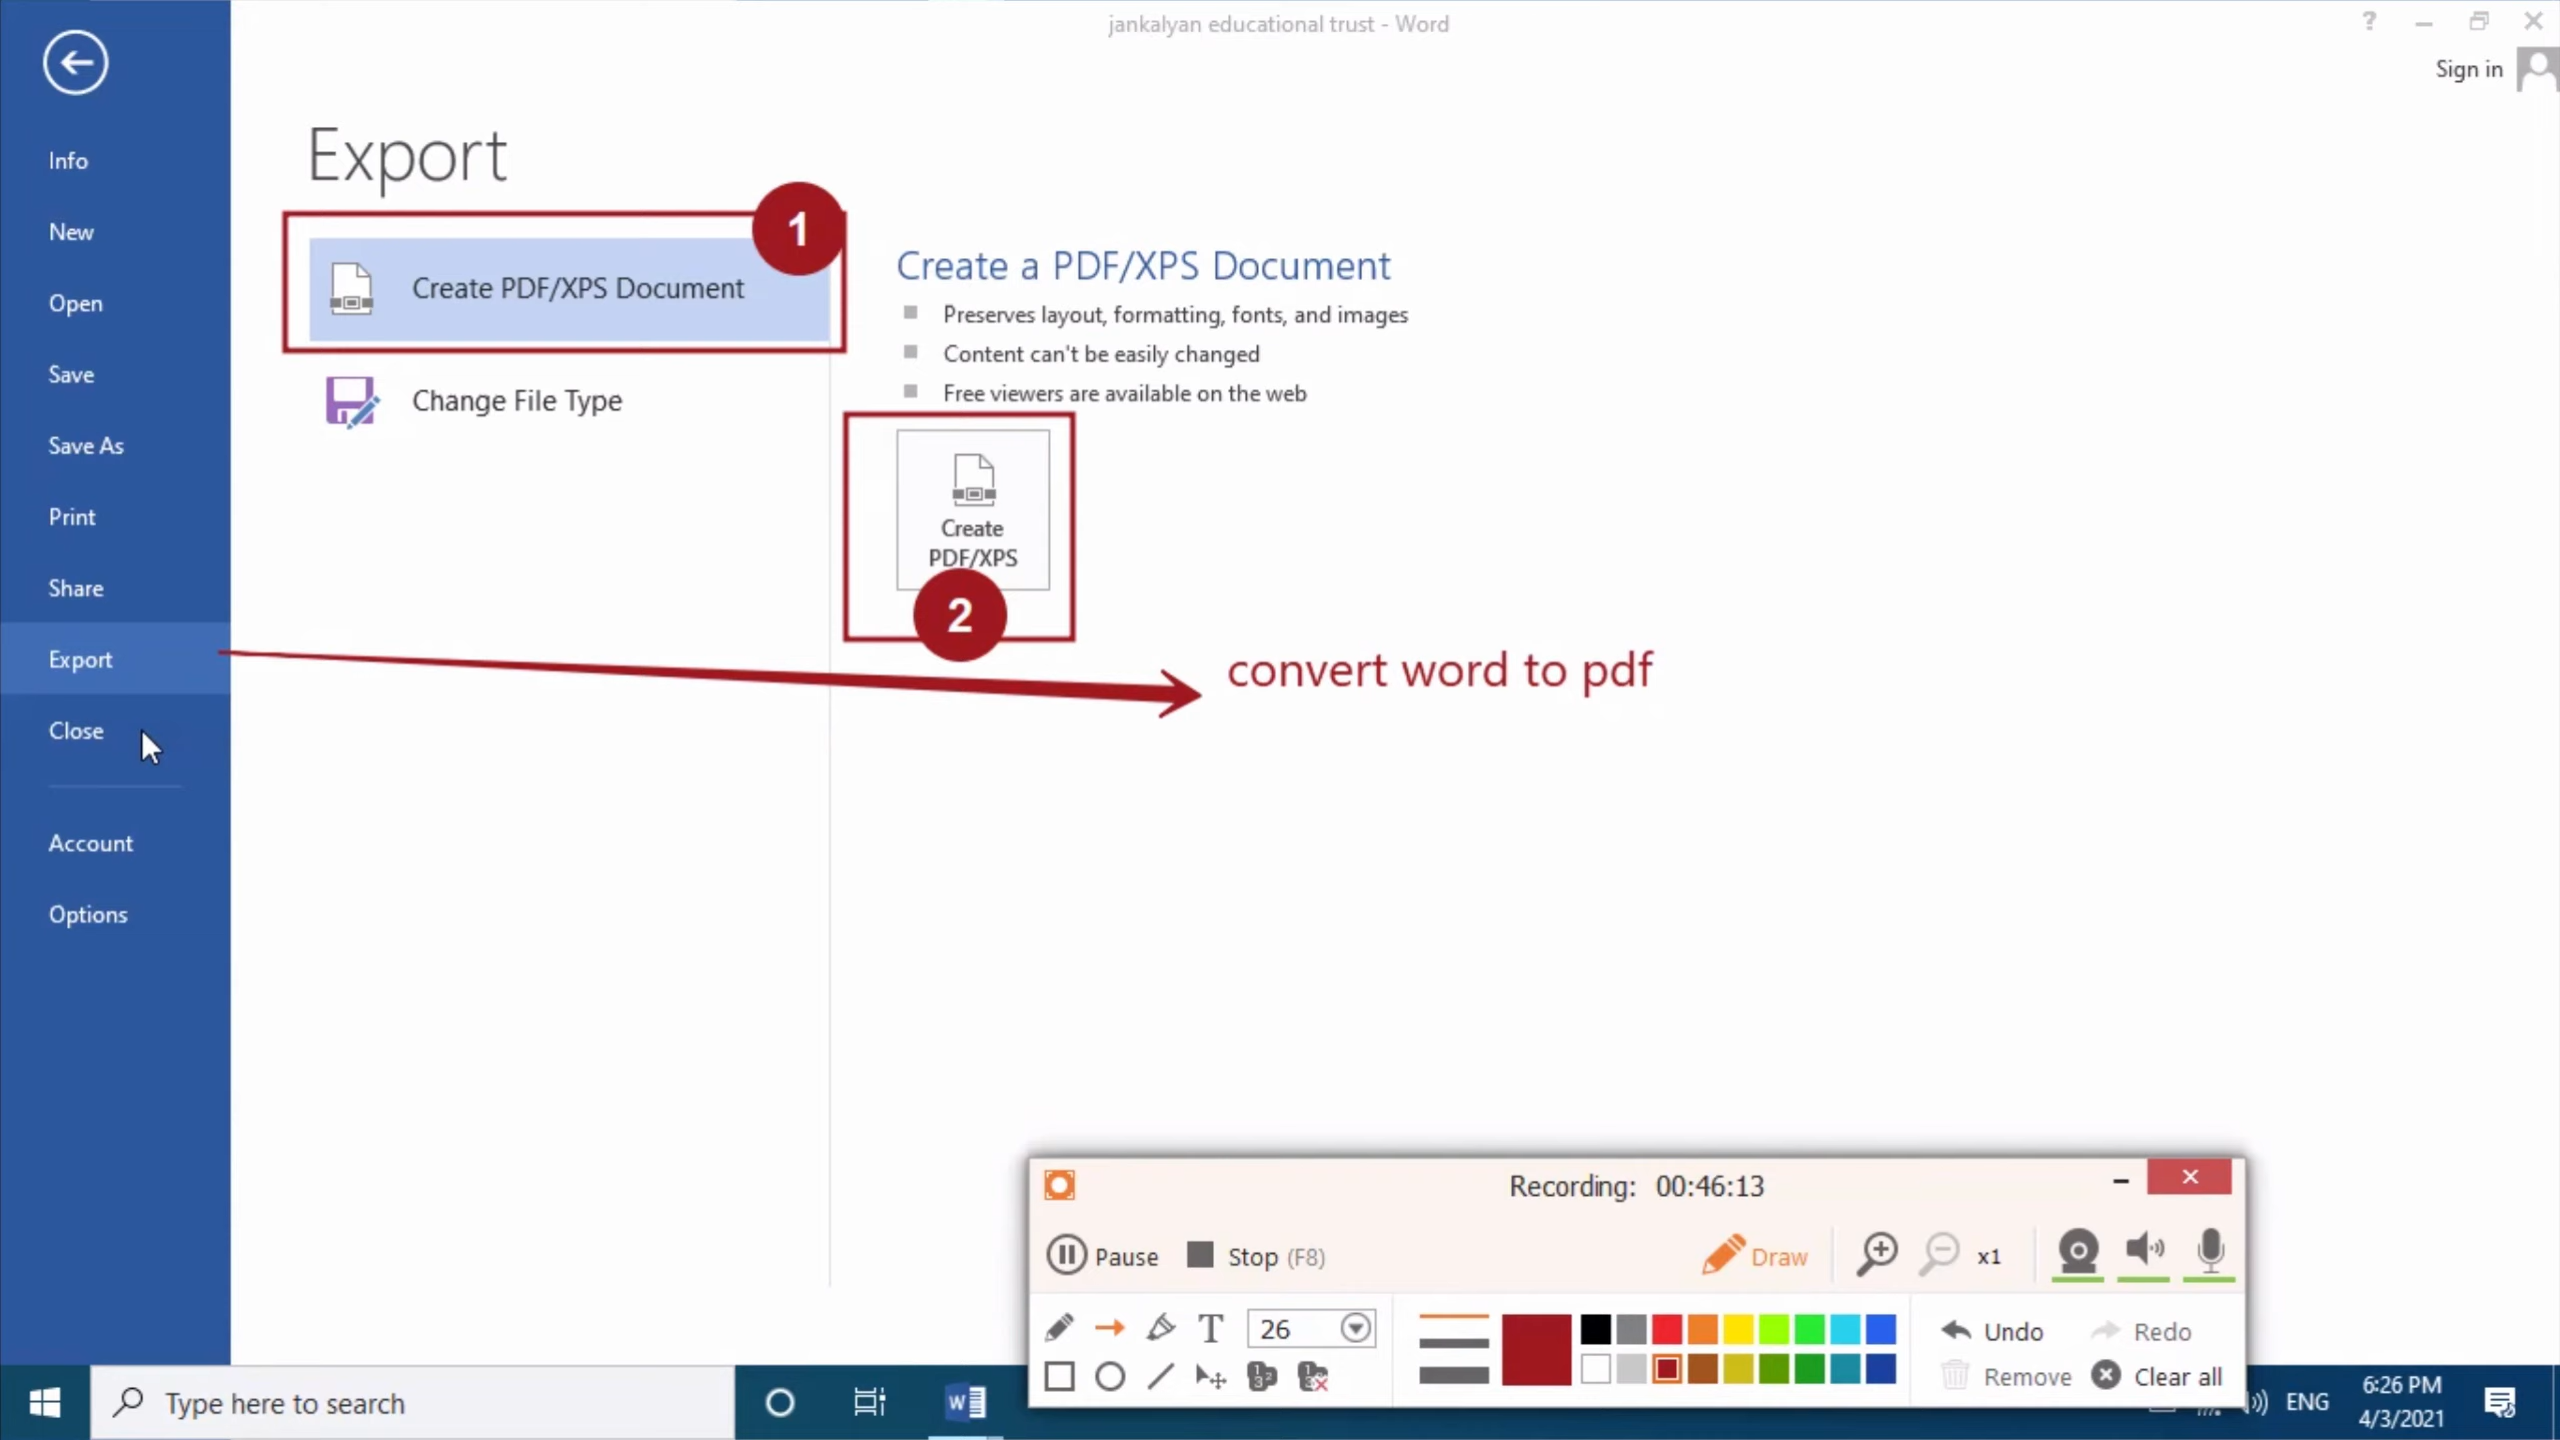 jankalyan educational trust - Word
Sign in
Info
New
Open
Save
Save As
Print
Share
Export
Close
Account
Options
Export
1
Create PDF/XPS Document
Change File Type
Create a PDF/XPS Document
Preserves layout, formatting, fonts, and images
Content can't be easily changed
Free viewers are available on the web
Create
PDF/XPS
2
convert word to pdf
Recording: 00:46:13
Pause
Stop (F8)
Draw
x1
T
26
Undo
Redo
Remove
Clear all
Type here to search
ENG
6:26 PM
4/3/2021